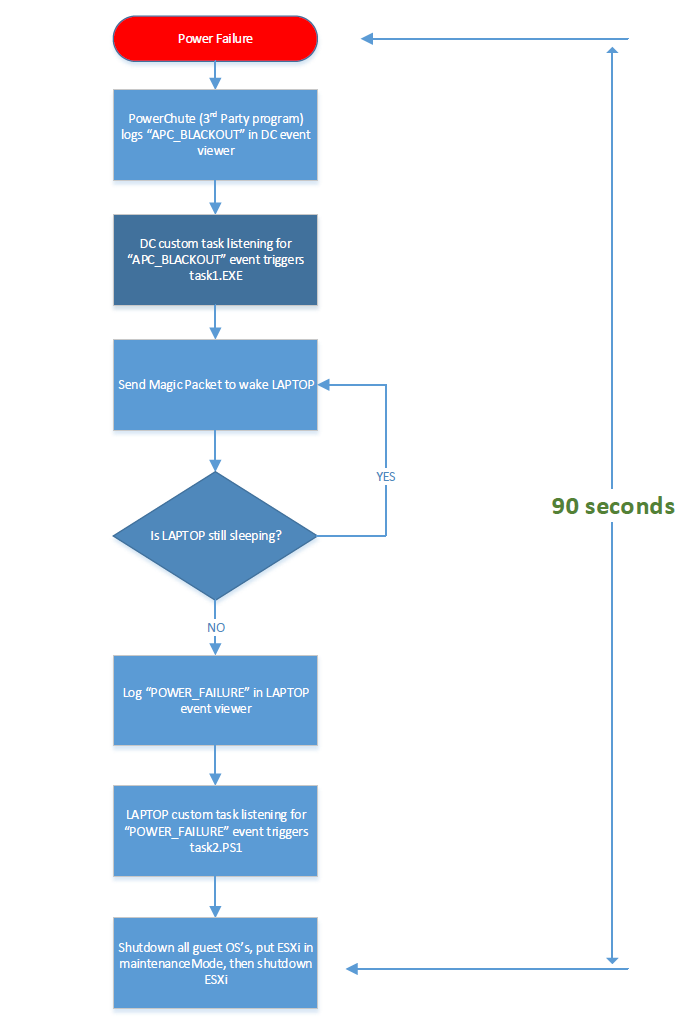 Power Failure
PowerChute (3rd Party program)
logs “APC_BLACKOUT” in DC event
viewer
DC custom task listening for
“APC_BLACKOUT” event triggers
task1.EXE
Send Magic Packet to wake LAPTOP
YES
Is LAPTOP still sleeping?
90 seconds
NO
Log “POWER_FAILURE” in LAPTOP
event viewer
LAPTOP custom task listening for
“POWER_FAILURE” event triggers
task2.PS1
Shutdown all guest OS’s, put ESXi in
maintenanceMode, then shutdown
ESXi